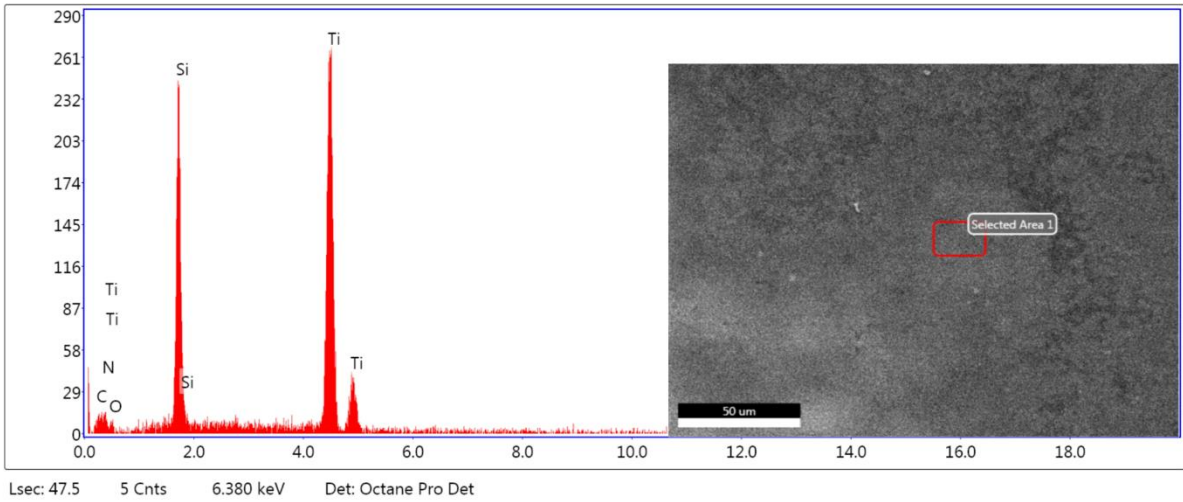 290
261
232
203
174
145
116
87
58
29
0
Ti
Si
Ti
Ti
N
C
O
Si
Ti
Selected Area 1
50 um
0.0 2.0 4.0 6.0 8.0 10.0 12.0 14.0 16.0 18.0
Lsec: 47.5 5 Cnts 6.380 keV Det: Octane Pro Det